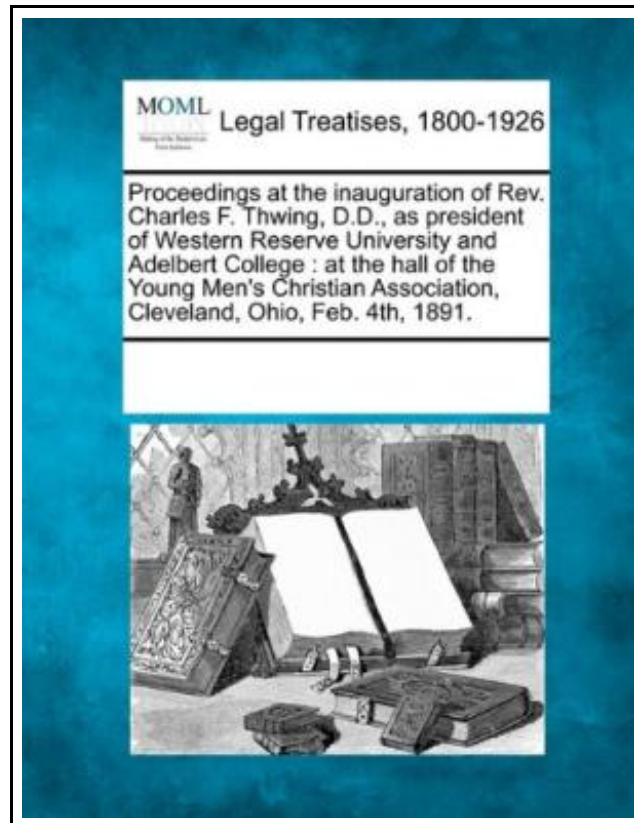 MOML
Legal Treatises, 1800-1926
Proceedings at the inauguration of Rev.
Charles F. Thwing, D.D., as president
of Western Reserve University and
Adelbert College : at the hall of the
Young Men's Christian Association,
Cleveland, Ohio, Feb. 4th, 1891.